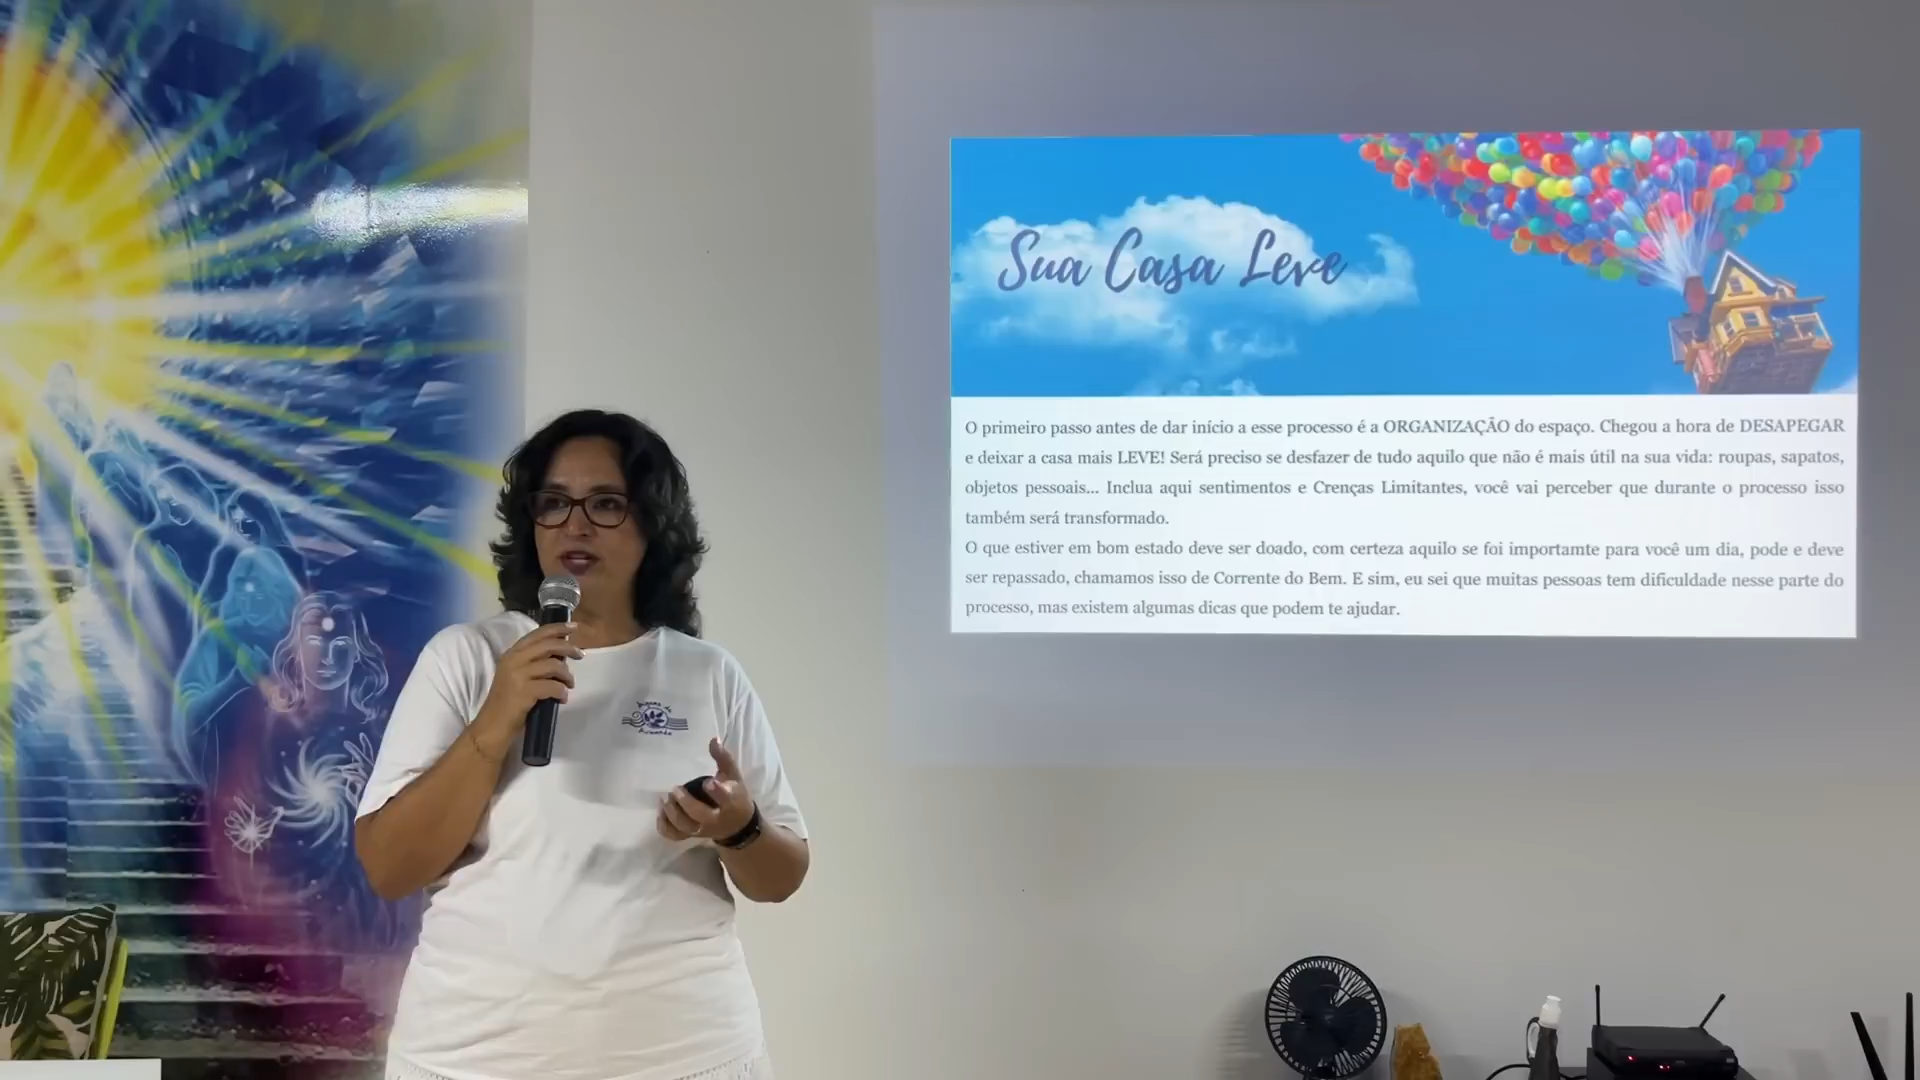 Sua Casa Leve
O primeiro passo antes de dar início a esse processo é a ORGANIZAÇÃO do espaço. Chegou a hora de DESAPEGAR
e deixar a casa mais LEVE! Será preciso se desfazer de tudo aquilo que não é mais útíl na sua vida: roupas, sapatos,
objetos pessoais... Inclua aqui sentimentos e Crenças Limitantes, você vai perceber que durante o processo isso
também será transformado.
O que estiver em bom estado deve ser doado, com certeza aquilo se foi importamte para você um dia, pode e deve
ser repassado, chamamos isso de Corrente do Bem. E sim, eu sei que muitas pessoas tem dificuldade nesse parte do
processo, mas existem algumas dicas que podem te ajudar.